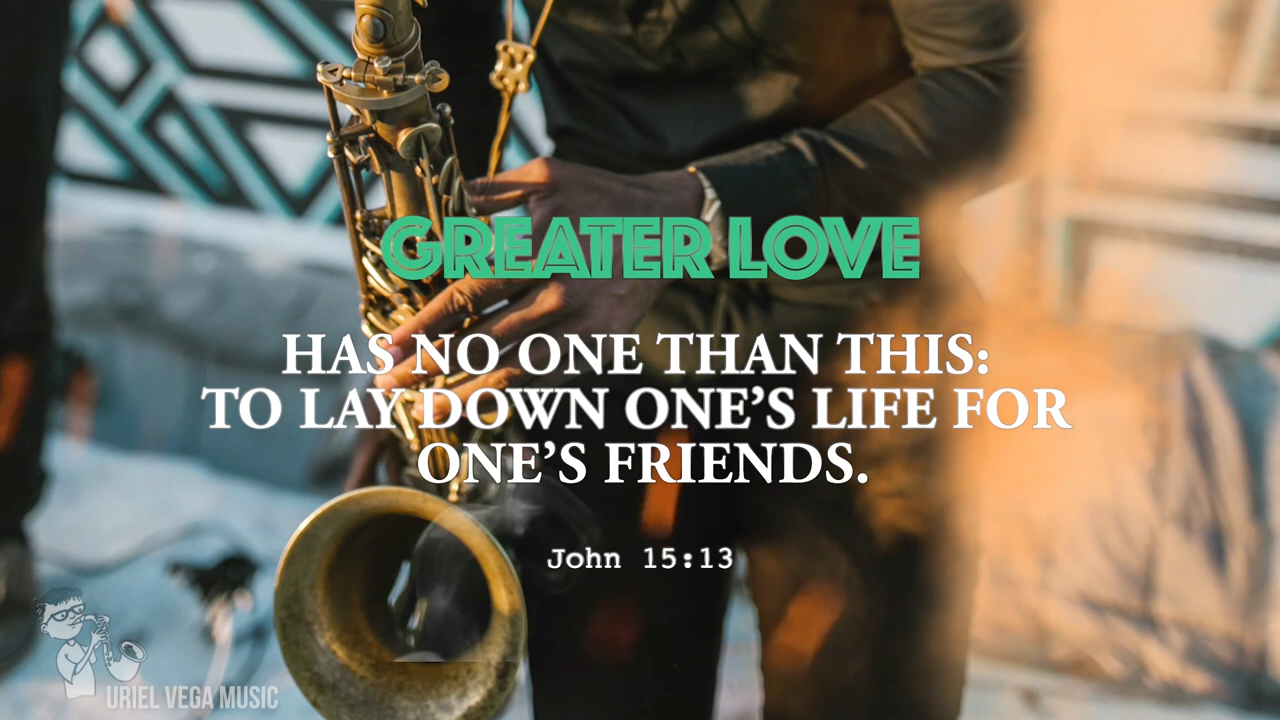 GREATER LOVE
HAS NO ONE THAN THIS:
TO LAY DOWN ONE’S LIFE FOR
ONE’S FRIENDS.
John 15:13
URIEL VEGA MUSIC